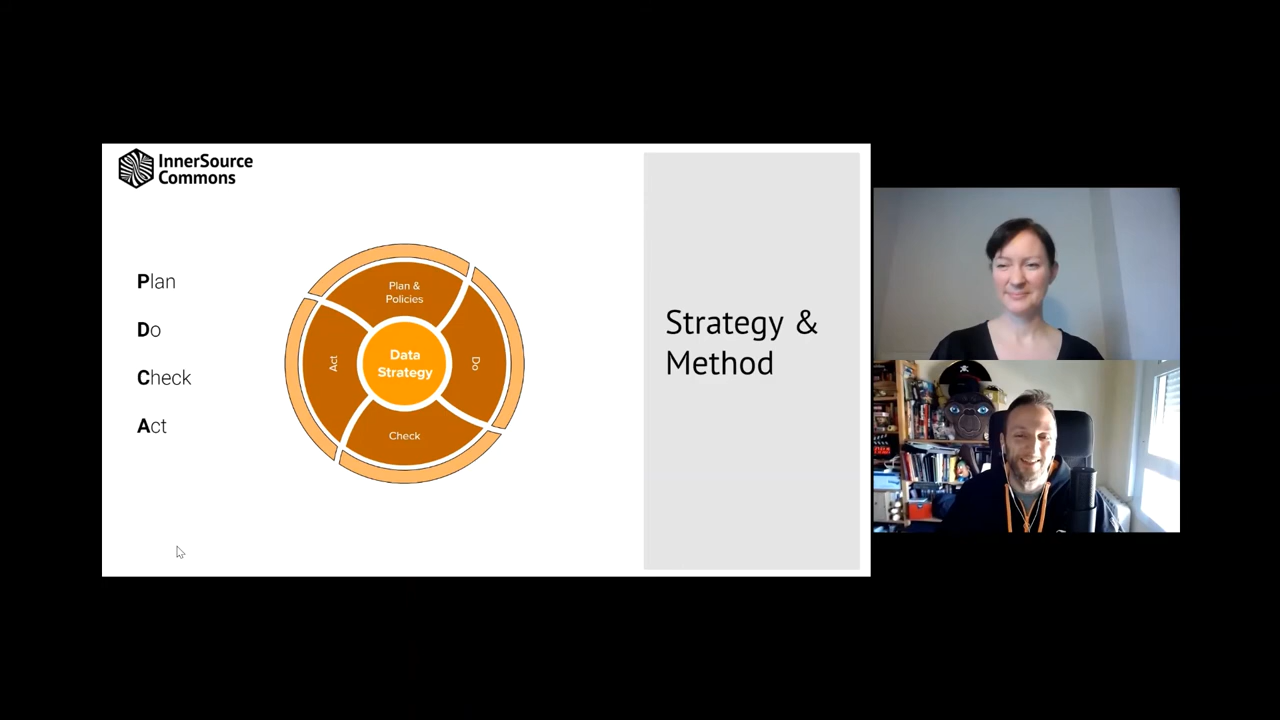 InnerSource
Commons
Plan
Do
Check
Act
Plan &
Policies
Act
Data
Strategy
Do
Check
Strategy &
Method